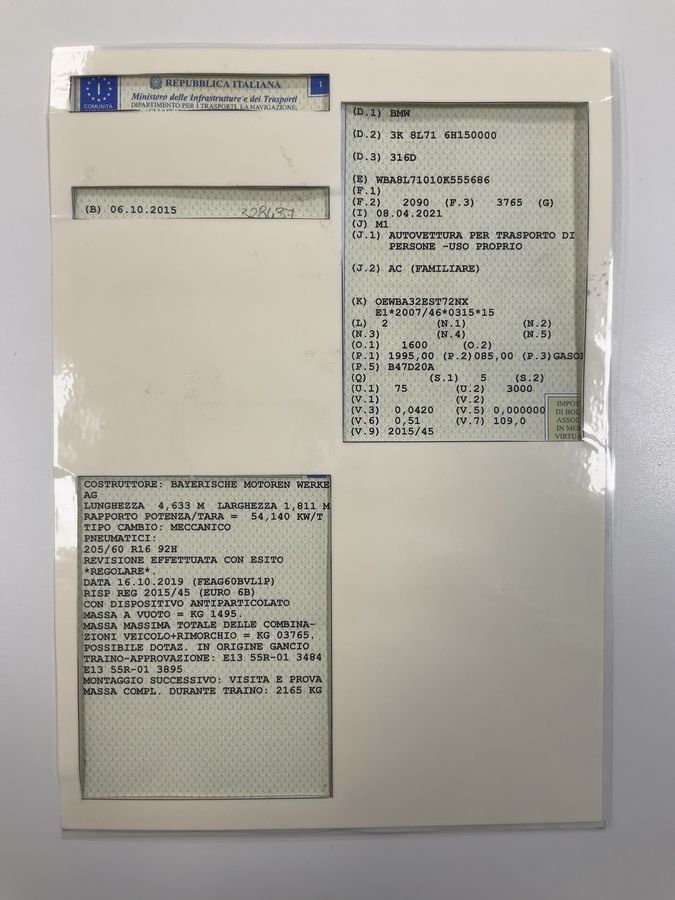 I
COMUNITÀ
REPUBBLICA ITALIANA
1
Ministero delle Infrastrutture e dei Trasporti
DIPARTIMENTO PER I TRASPORTI, LA NAVIGAZIONE,
(B) 06.10.2015
(D.1) BMW
(D.2) 3K 8L71 6H150000
(D.3) 316D
(E) WBA8L71010K555686
(F.1)
(F.2) 2090 (F.3) 3765 (G)
(I) 08.04.2021
(J) M1
(J.1) AUTOVETTURA PER TRASPORTO DI
PERSONE -USO PROPRIO
(J.2) AC (FAMILIARE)
(K) OEWBA32EST72NX
E1*2007/46*0315*15
(L) 2 (N.1) (N.2)
(N.3) (N.4) (N.5)
(O.1) 1600 (O.2)
(P.1) 1995,00 (P.2)085,00 (P.3)GASO
(P.5) B47D20A
(Q) (S.1) 5 (S.2)
(U.1) 75 (U.2) 3000
(V.1) (V.2)
(V.3) 0,0420 (V.5) 0,000000
(V.6) 0,51 (V.7) 109,0
(V.9) 2015/45
IMPOS
DI BO
ASSO
IN MO
VIRTUA
COSTRUTTORE: BAYERISCHE MOTOREN WERKE
AG
LUNGHEZZA 4,633 M LARGHEZZA 1,811 M
RAPPORTO POTENZA/TARA = 54,140 KW/T
TIPO CAMBIO: MECCANICO
PNEUMATICI:
205/60 R16 92H
REVISIONE EFFETTUATA CON ESITO
*REGOLARE*.
DATA 16.10.2019 (FEAG60BVL1P)
RISP REG 2015/45 (EURO 6B)
CON DISPOSITIVO ANTIPARTICOLATO
MASSA A VUOTO = KG 1495.
MASSA MASSIMA TOTALE DELLE COMBINA-
ZIONI VEICOLO+RIMORCHIO = KG 03765.
POSSIBILE DOTAZ. IN ORIGINE GANCIO
TRAINO-APPROVAZIONE: E13 55R-01 3484
E13 55R-01 3895
MONTAGGIO SUCCESSIVO: VISITA E PROVA
MASSA COMPL. DURANTE TRAINO: 2165 KG